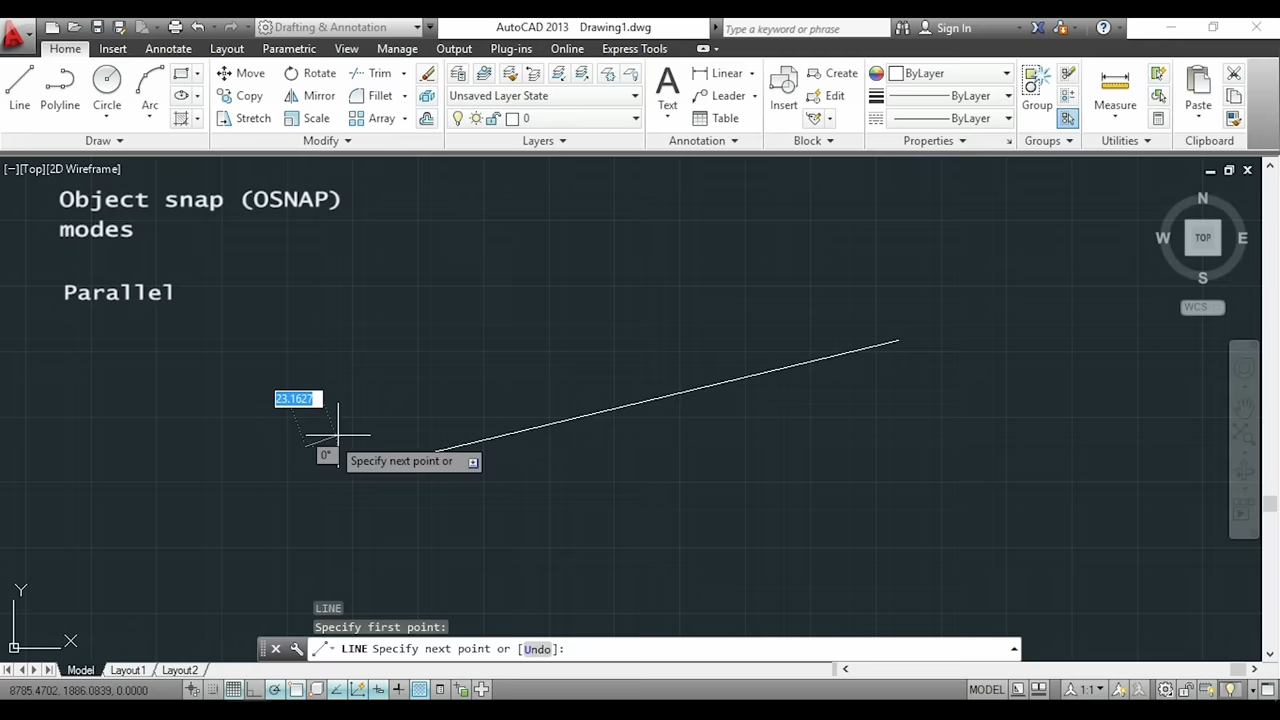 Drafting & Annotation
AutoCAD 2013 Drawing1.dwg
Type a keyword or phrase
Sign In
Home Insert Annotate Layout Parametric View Manage Output Plug-ins Online Express Tools
Line Polyline Circle Arc
Move Rotate Trim
Copy Mirror Fillet
Stretch Scale Array
Unsaved Layer State
0
Text
Linear
Leader
Table
Insert
Create
Edit
ByLayer
ByLayer
ByLayer
Group
Measure
Paste
Draw Modify Layers Annotation Block Properties Groups Utilities Clipboard
[−][Top][2D Wireframe]
Object snap (OSNAP)
modes
Parallel
N
W TOP E
S
WCS
23.1627
0°
Specify next point or
Y
X
LINE
Specify first point:
LINE Specify next point or [Undo]:
Model Layout1 Layout2
8785.4702, 1886.0839, 0.0000
MODEL
1:1